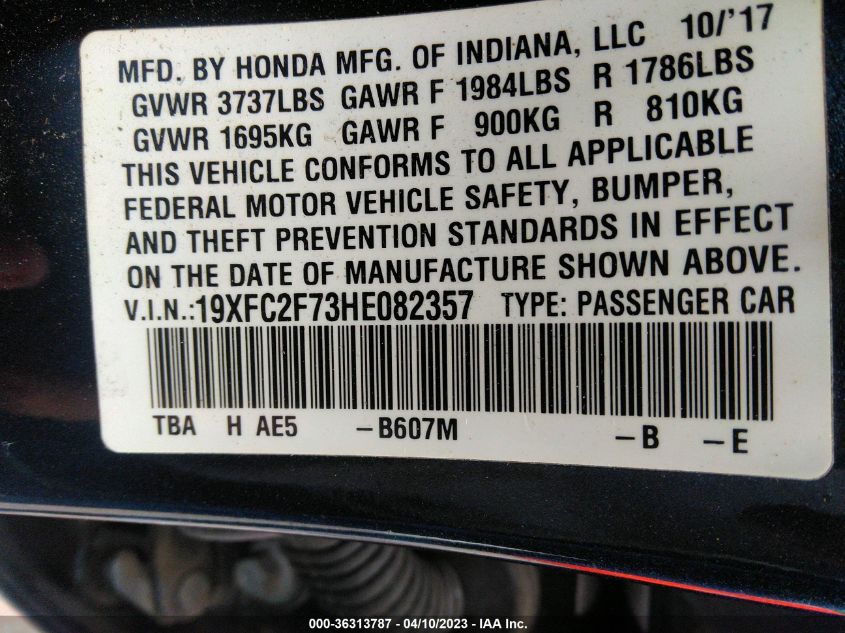 MFD. BY HONDA MFG. OF INDIANA, LLC 10/'17
GVWR 3737LBS GAWR F 1984LBS R 1786LBS
GVWR 1695KG GAWR F 900KG R 810KG
THIS VEHICLE CONFORMS TO ALL APPLICABLE
FEDERAL MOTOR VEHICLE SAFETY, BUMPER,
AND THEFT PREVENTION STANDARDS IN EFFECT
ON THE DATE OF MANUFACTURE SHOWN ABOVE.
V.I.N.:19XFC2F73HE082357 TYPE: PASSENGER CAR
TBA H AE5 -B607M -B -E
000-36313787 - 04/10/2023 - IAA Inc.